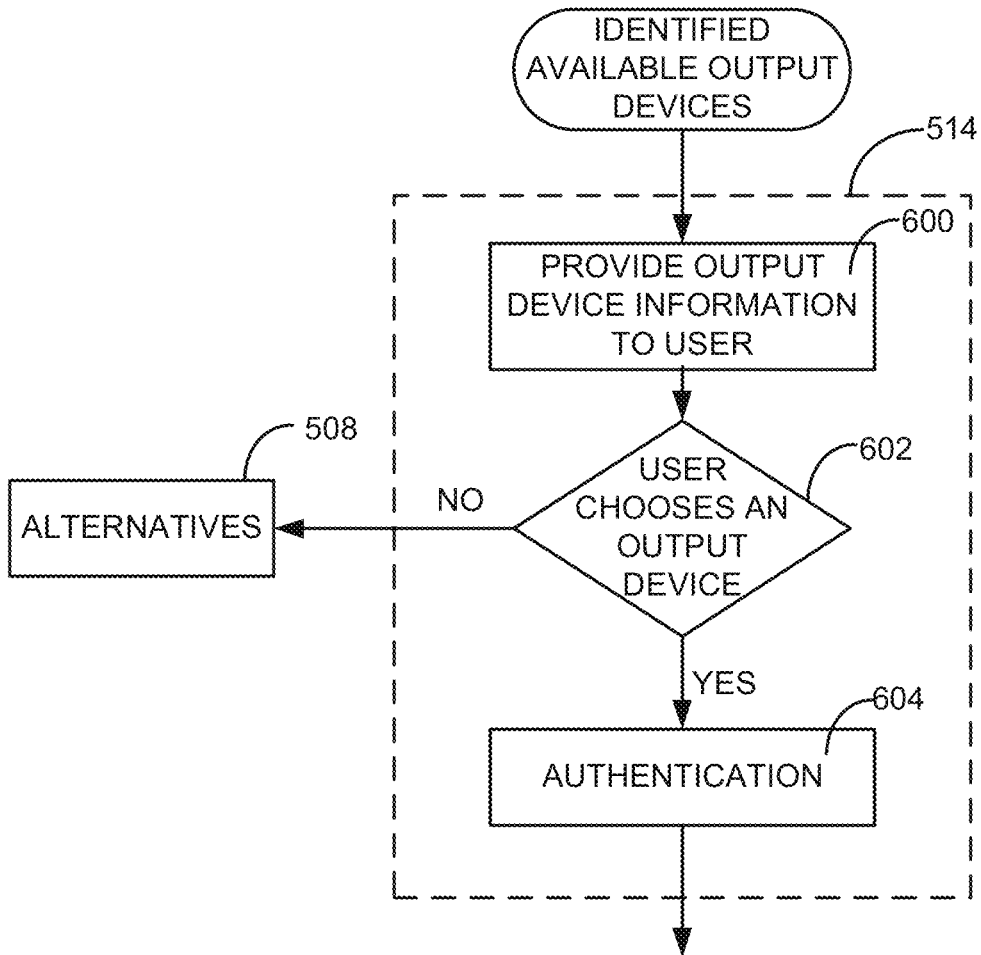 IDENTIFIED
AVAILABLE OUTPUT
DEVICES
514
600
PROVIDE OUTPUT
DEVICE INFORMATION
TO USER
508
602
USER
CHOOSES AN
OUTPUT
DEVICE
NO
ALTERNATIVES
YES
604
AUTHENTICATION